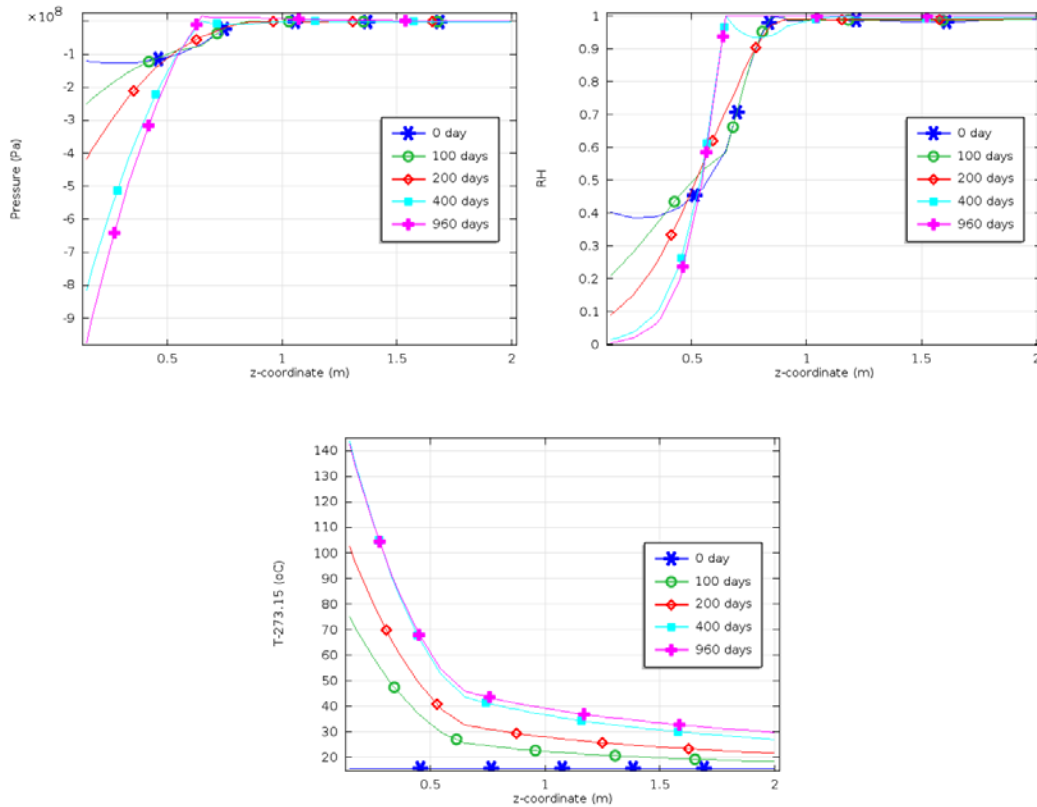 ×10⁸
-1
-2
-3
-4
-5
-6
-7
-8
-9
Pressure (Pa)
0.5
1
1.5
2
z-coordinate (m)
0 day
100 days
200 days
400 days
960 days
1
0.9
0.8
0.7
0.6
0.5
0.4
0.3
0.2
0.1
0
RH
0.5
1
1.5
2
z-coordinate (m)
0 day
100 days
200 days
400 days
960 days
140
130
120
110
100
90
80
70
60
50
40
30
20
T-273.15 (oC)
0.5
1
1.5
2
z-coordinate (m)
0 day
100 days
200 days
400 days
960 days